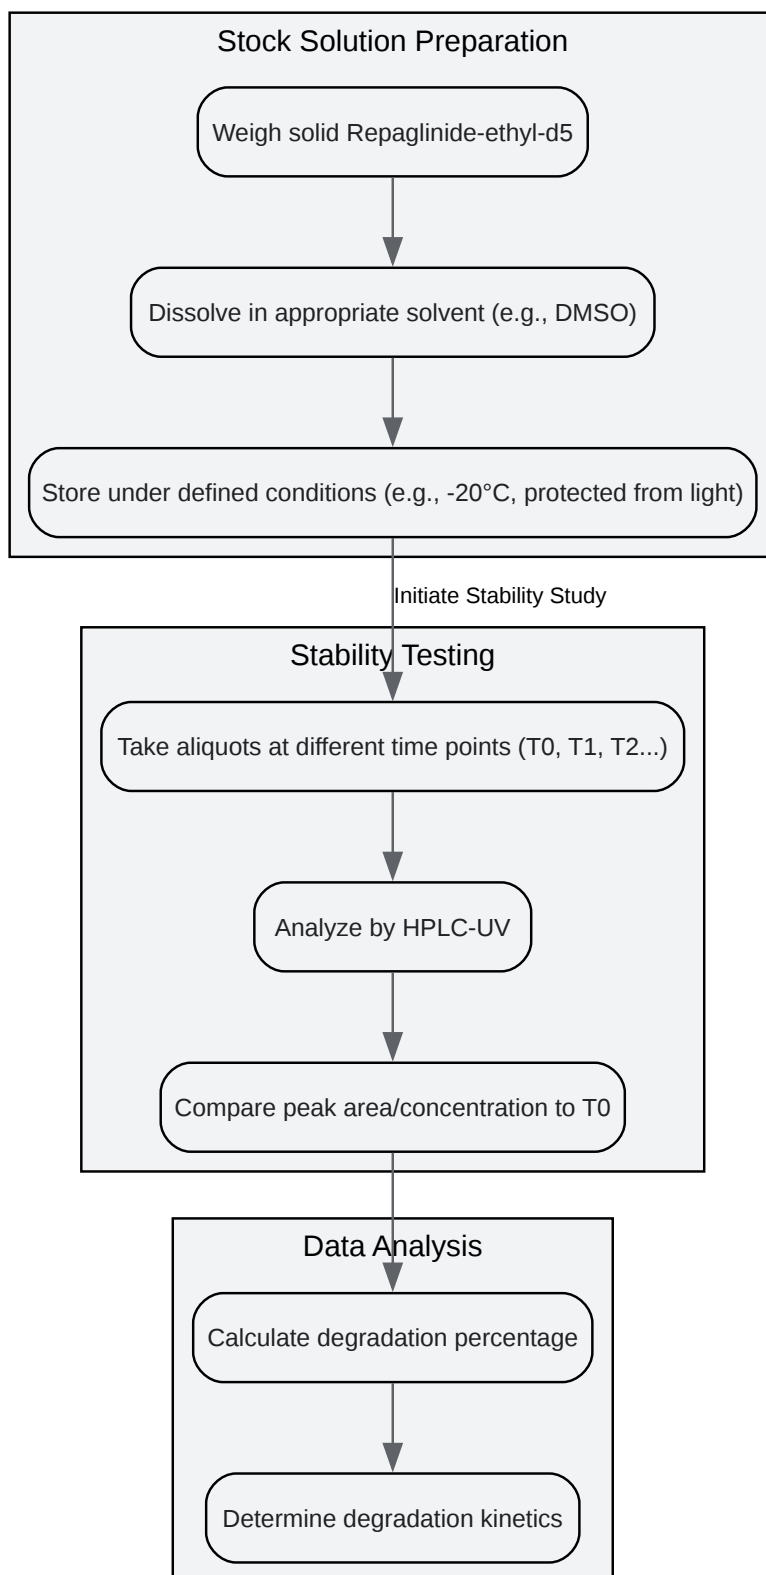 Stock Solution Preparation
Weigh solid Repaglinide-ethyl-d5
Dissolve in appropriate solvent (e.g., DMSO)
Store under defined conditions (e.g., -20°C, protected from light)
Initiate Stability Study
Stability Testing
Take aliquots at different time points (T0, T1, T2...)
Analyze by HPLC-UV
Compare peak area/concentration to T0
Data Analysis
Calculate degradation percentage
Determine degradation kinetics